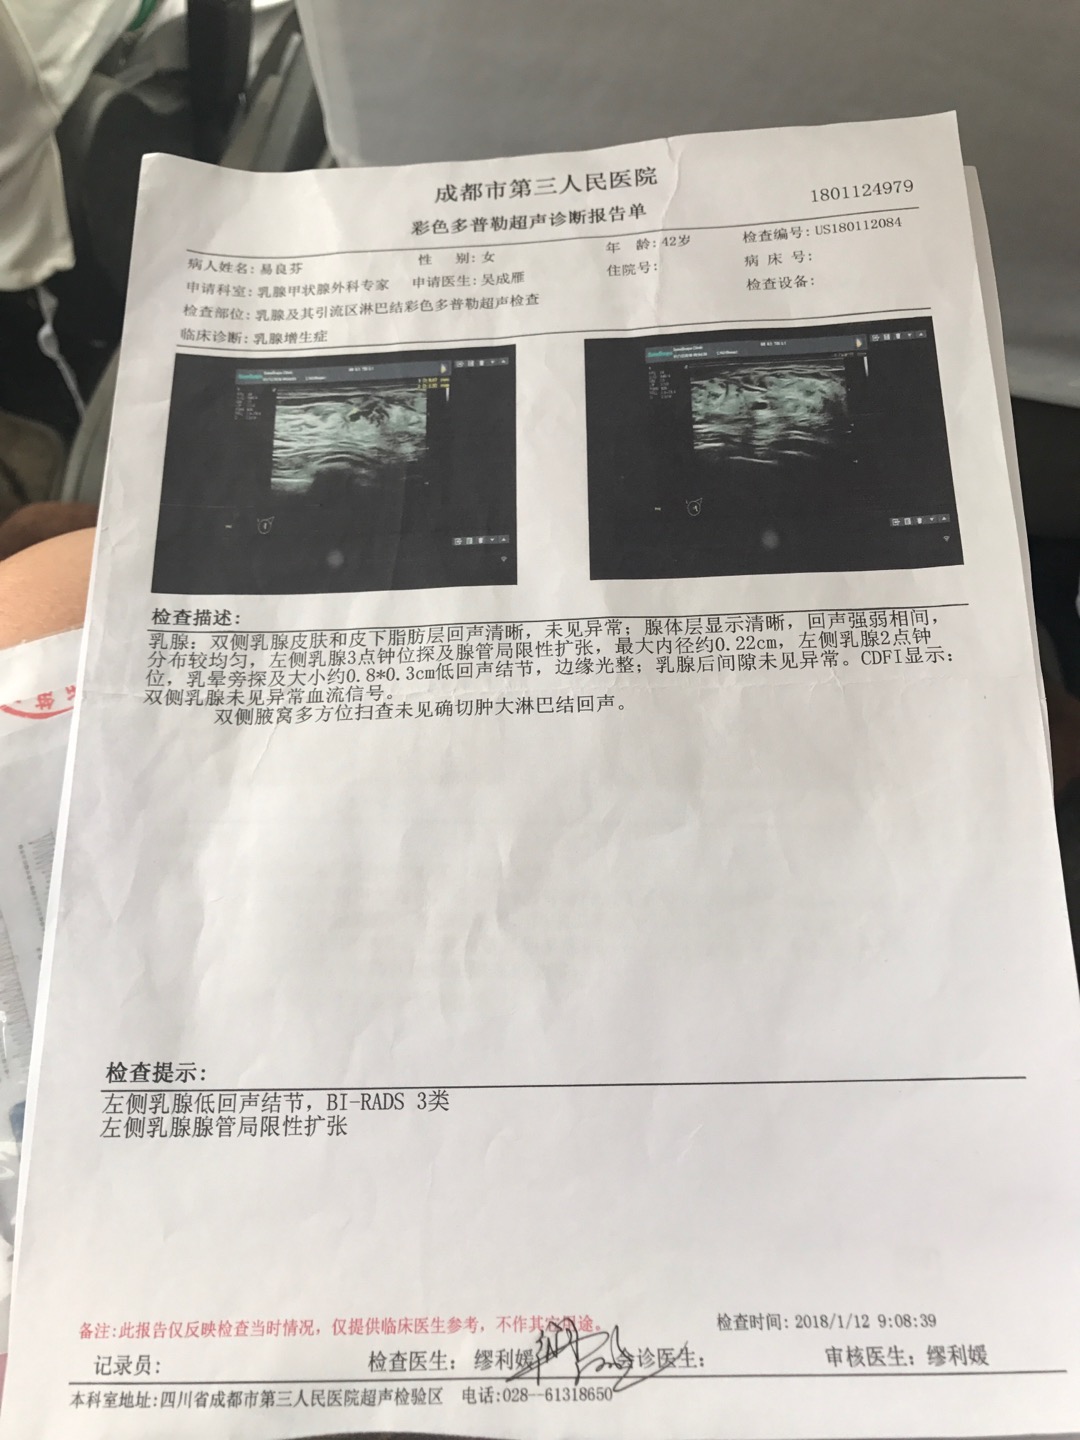 成都市第三人民医院
1801124979
彩色多普勒超声诊断报告单
病人姓名:易良芬 性 别:女 年 龄:42岁 检查编号:US180112084
申请科室:乳腺甲状腺外科专家 申请医生:吴成雁 住院号: 病 床 号:
检查部位:乳腺及其引流区淋巴结彩色多普勒超声检查 检查设备:
临床诊断:乳腺增生症
检查描述:
乳腺: 双侧乳腺皮肤和皮下脂肪层回声清晰, 未见异常; 腺体层显示清晰, 回声强弱相间,
分布较均匀, 左侧乳腺3点钟位探及腺管局限性扩张, 最大内径约0.22cm, 左侧乳腺2点钟
位, 乳晕旁探及大小约0.8*0.3cm低回声结节, 边缘光整; 乳腺后间隙未见异常。CDFI显示:
双侧乳腺未见异常血流信号。
双侧腋窝多方位扫查未见确切肿大淋巴结回声。
检查提示:
左侧乳腺低回声结节, BI-RADS 3类
左侧乳腺腺管局限性扩张
备注:此报告仅反映检查当时情况, 仅提供临床医生参考, 不作其它用途。 检查时间: 2018/1/12 9:08:39
记录员: 检查医生: 缪利媛 会诊医生: 审核医生: 缪利媛
本科室地址:四川省成都市第三人民医院超声检验区 电话:028--61318650